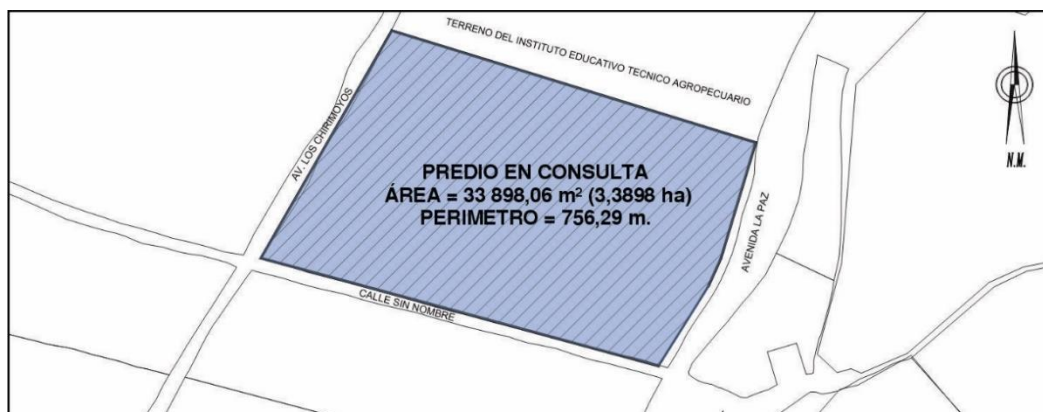 TERRENO DEL INSTITUTO EDUCATIVO TECNICO AGROPECUARIO
AV. LOS CHIRIMOYOS
N.M.
PREDIO EN CONSULTA
ÁREA = 33 898,06 m² (3,3898 ha)
PERIMETRO = 756,29 m.
AVENIDA LA PAZ
CALLE SIN NOMBRE